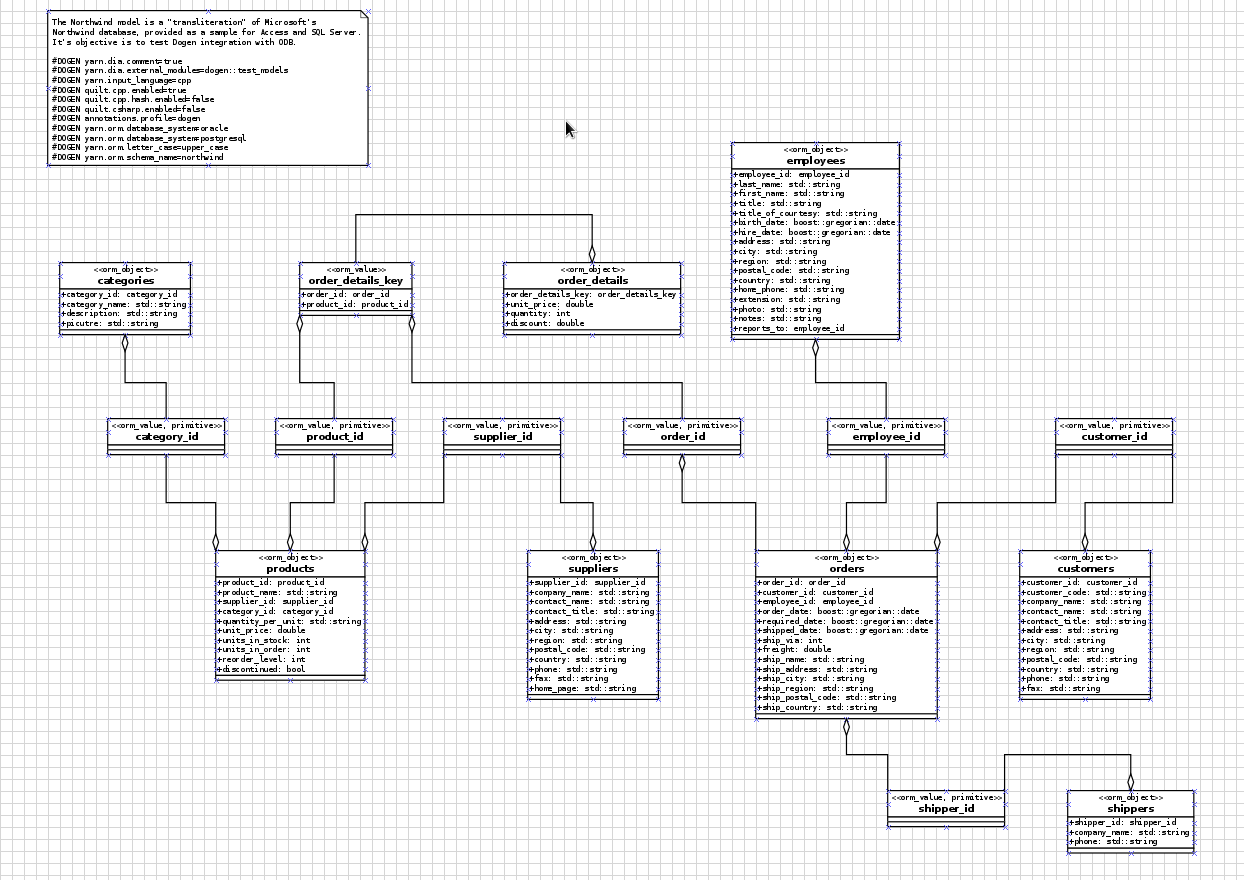 The Northwind model is a "transliteration" of Microsoft's
Northwind database, provided as a sample for Access and SQL Server.
It's objective is to test Dogen integration with ODB.
#DOGEN yarn.dia.comment=true
#DOGEN yarn.dia.external_modules=dogen::test_models
#DOGEN yarn.input_language=cpp
#DOGEN quilt.cpp.enabled=true
#DOGEN quilt.cpp.hash.enabled=false
#DOGEN quilt.csharp.enabled=false
#DOGEN annotations.profile=dogen
#DOGEN yarn.orm.database_system=oracle
#DOGEN yarn.orm.database_system=postgresql
#DOGEN yarn.orm.letter_case=upper_case
#DOGEN yarn.orm.schema_name=northwind
<<orm_object>>
employees
+employee_id: employee_id
+last_name: std::string
+first_name: std::string
+title: std::string
+title_of_courtesy: std::string
+birth_date: boost::gregorian::date
+hire_date: boost::gregorian::date
+address: std::string
+city: std::string
+region: std::string
+postal_code: std::string
+country: std::string
+home_phone: std::string
+extension: std::string
+photo: std::string
+notes: std::string
+reports_to: employee_id
<<orm_object>>
categories
+category_id: category_id
+category_name: std::string
+description: std::string
+picutre: std::string
<<orm_value>>
order_details_key
+order_id: order_id
+product_id: product_id
<<orm_object>>
order_details
+order_details_key: order_details_key
+unit_price: double
+quantity: int
+discount: double
<<orm_value, primitive>>
category_id
<<orm_value, primitive>>
product_id
<<orm_value, primitive>>
supplier_id
<<orm_value, primitive>>
order_id
<<orm_value, primitive>>
employee_id
<<orm_value, primitive>>
customer_id
<<orm_object>>
products
+product_id: product_id
+product_name: std::string
+supplier_id: supplier_id
+category_id: category_id
+quantity_per_unit: std::string
+unit_price: double
+units_in_stock: int
+units_in_order: int
+reorder_level: int
+discontinued: bool
<<orm_object>>
suppliers
+supplier_id: supplier_id
+company_name: std::string
+contact_name: std::string
+contact_title: std::string
+address: std::string
+city: std::string
+region: std::string
+postal_code: std::string
+country: std::string
+phone: std::string
+fax: std::string
+home_page: std::string
<<orm_object>>
orders
+order_id: order_id
+customer_id: customer_id
+employee_id: employee_id
+order_date: boost::gregorian::date
+required_date: boost::gregorian::date
+shipped_date: boost::gregorian::date
+ship_via: int
+freight: double
+ship_name: std::string
+ship_address: std::string
+ship_city: std::string
+ship_region: std::string
+ship_postal_code: std::string
+ship_country: std::string
<<orm_object>>
customers
+customer_id: customer_id
+customer_code: std::string
+company_name: std::string
+contact_name: std::string
+contact_title: std::string
+address: std::string
+city: std::string
+region: std::string
+postal_code: std::string
+country: std::string
+phone: std::string
+fax: std::string
<<orm_value, primitive>>
shipper_id
<<orm_object>>
shippers
+shipper_id: shipper_id
+company_name: std::string
+phone: std::string